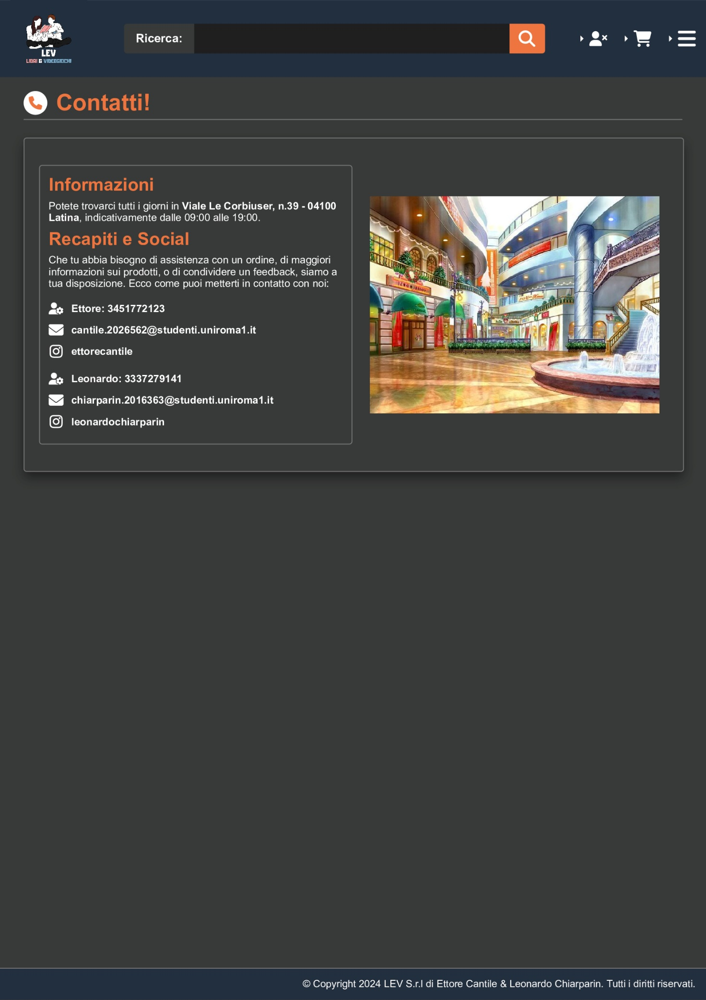 LEV
LIBRI & VIDEOGIOCHI
Ricerca:
Contatti!
Informazioni
Potete trovarci tutti i giorni in Viale Le Corbiuser, n.39 - 04100
Latina, indicativamente dalle 09:00 alle 19:00.
Recapiti e Social
Che tu abbia bisogno di assistenza con un ordine, di maggiori
informazioni sui prodotti, o di condividere un feedback, siamo a
tua disposizione. Ecco come puoi metterti in contatto con noi:
Ettore: 3451772123
cantile.2026562@studenti.uniroma1.it
ettorecantile
Leonardo: 3337279141
chiarparin.2016363@studenti.uniroma1.it
leonardochiarparin
© Copyright 2024 LEV S.r.l di Ettore Cantile & Leonardo Chiarparin. Tutti i diritti riservati.